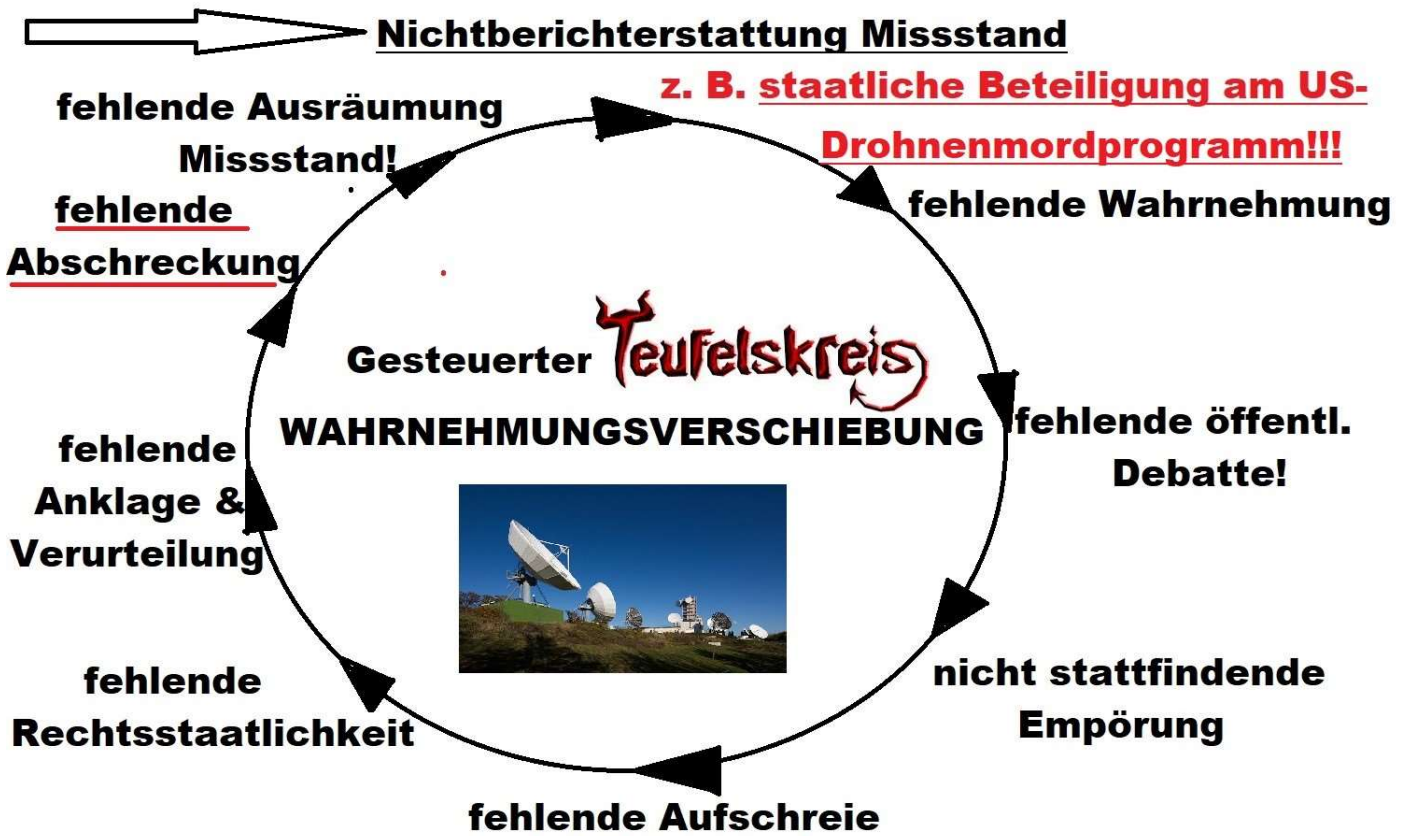 Nichtberichterstattung Missstand
z. B. staatliche Beteiligung am US-
Drohnenmordprogramm!!!
fehlende Wahrnehmung
fehlende öffentl.
Debatte!
nicht stattfindende
Empörung
fehlende Aufschreie
fehlende
Rechtsstaatlichkeit
fehlende
Anklage &
Verurteilung
fehlende
Abschreckung
fehlende Ausräumung
Missstand!
Gesteuerter Teufelskreis
WAHRNEHMUNGSVERSCHIEBUNG